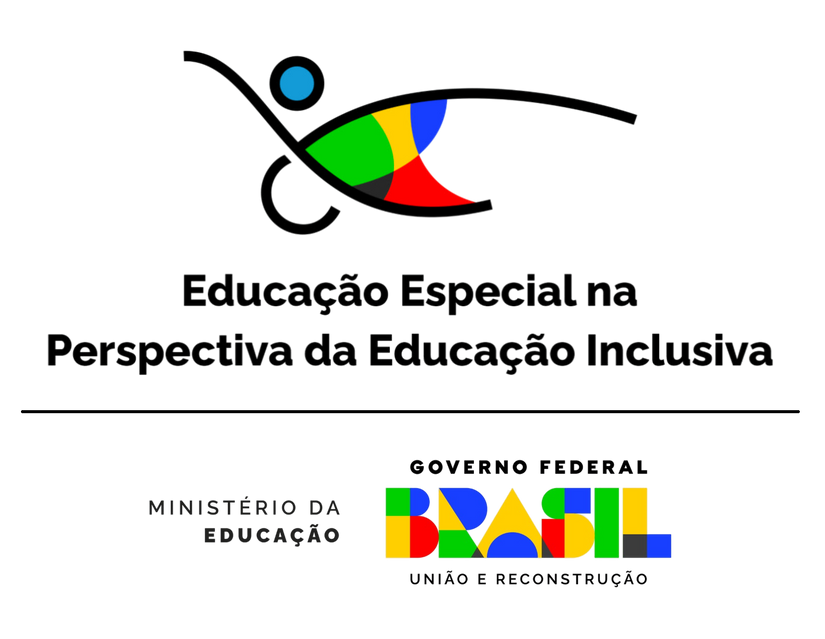 Educação Especial na
Perspectiva da Educação Inclusiva
MINISTÉRIO DA
EDUCAÇÃO
GOVERNO FEDERAL
BRASIL
UNIÃO E RECONSTRUÇÃO